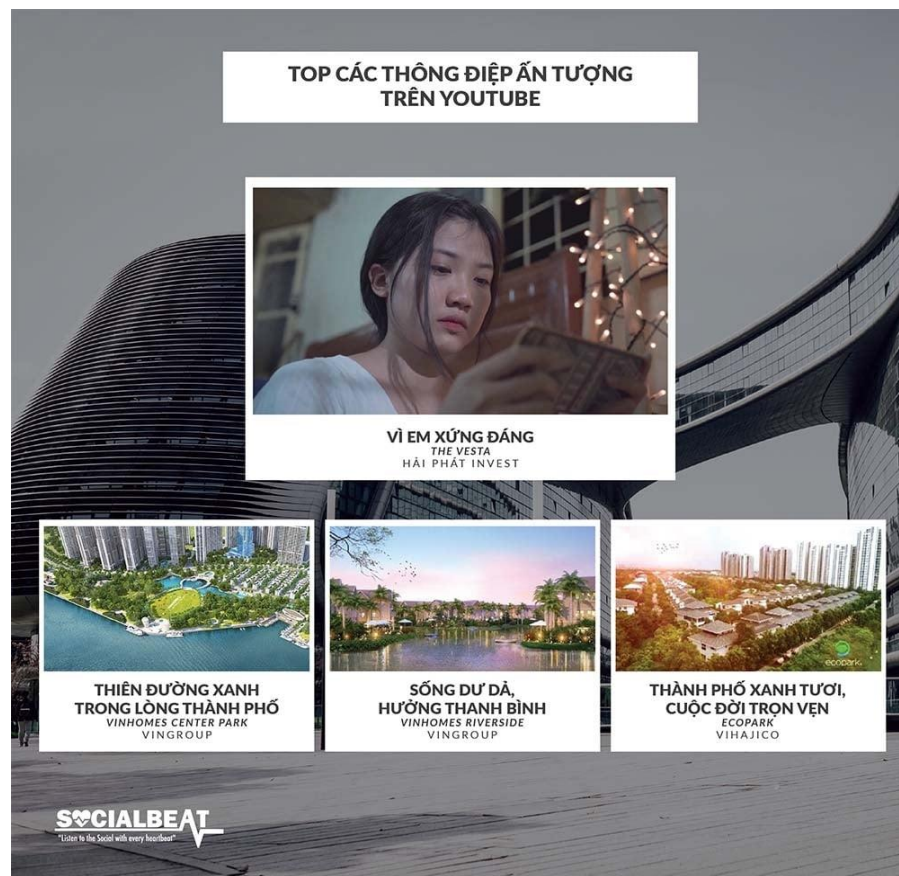 TOP CÁC THÔNG ĐIỆP ẤN TƯỢNG
TRÊN YOUTUBE
VÌ EM XỨNG ĐÁNG
THE VESTA
HẢI PHÁT INVEST
THIÊN ĐƯỜNG XANH
TRONG LÒNG THÀNH PHỐ
VINHOMES CENTER PARK
VINGROUP
SỐNG DƯ DẢ,
HƯỞNG THANH BÌNH
VINHOMES RIVERSIDE
VINGROUP
ecopark
THÀNH PHỐ XANH TƯƠI,
CUỘC ĐỜI TRỌN VẸN
ECOPARK
VIHAJICO
SOCIALBEAT
"Listen to the Social with every heartbeat"